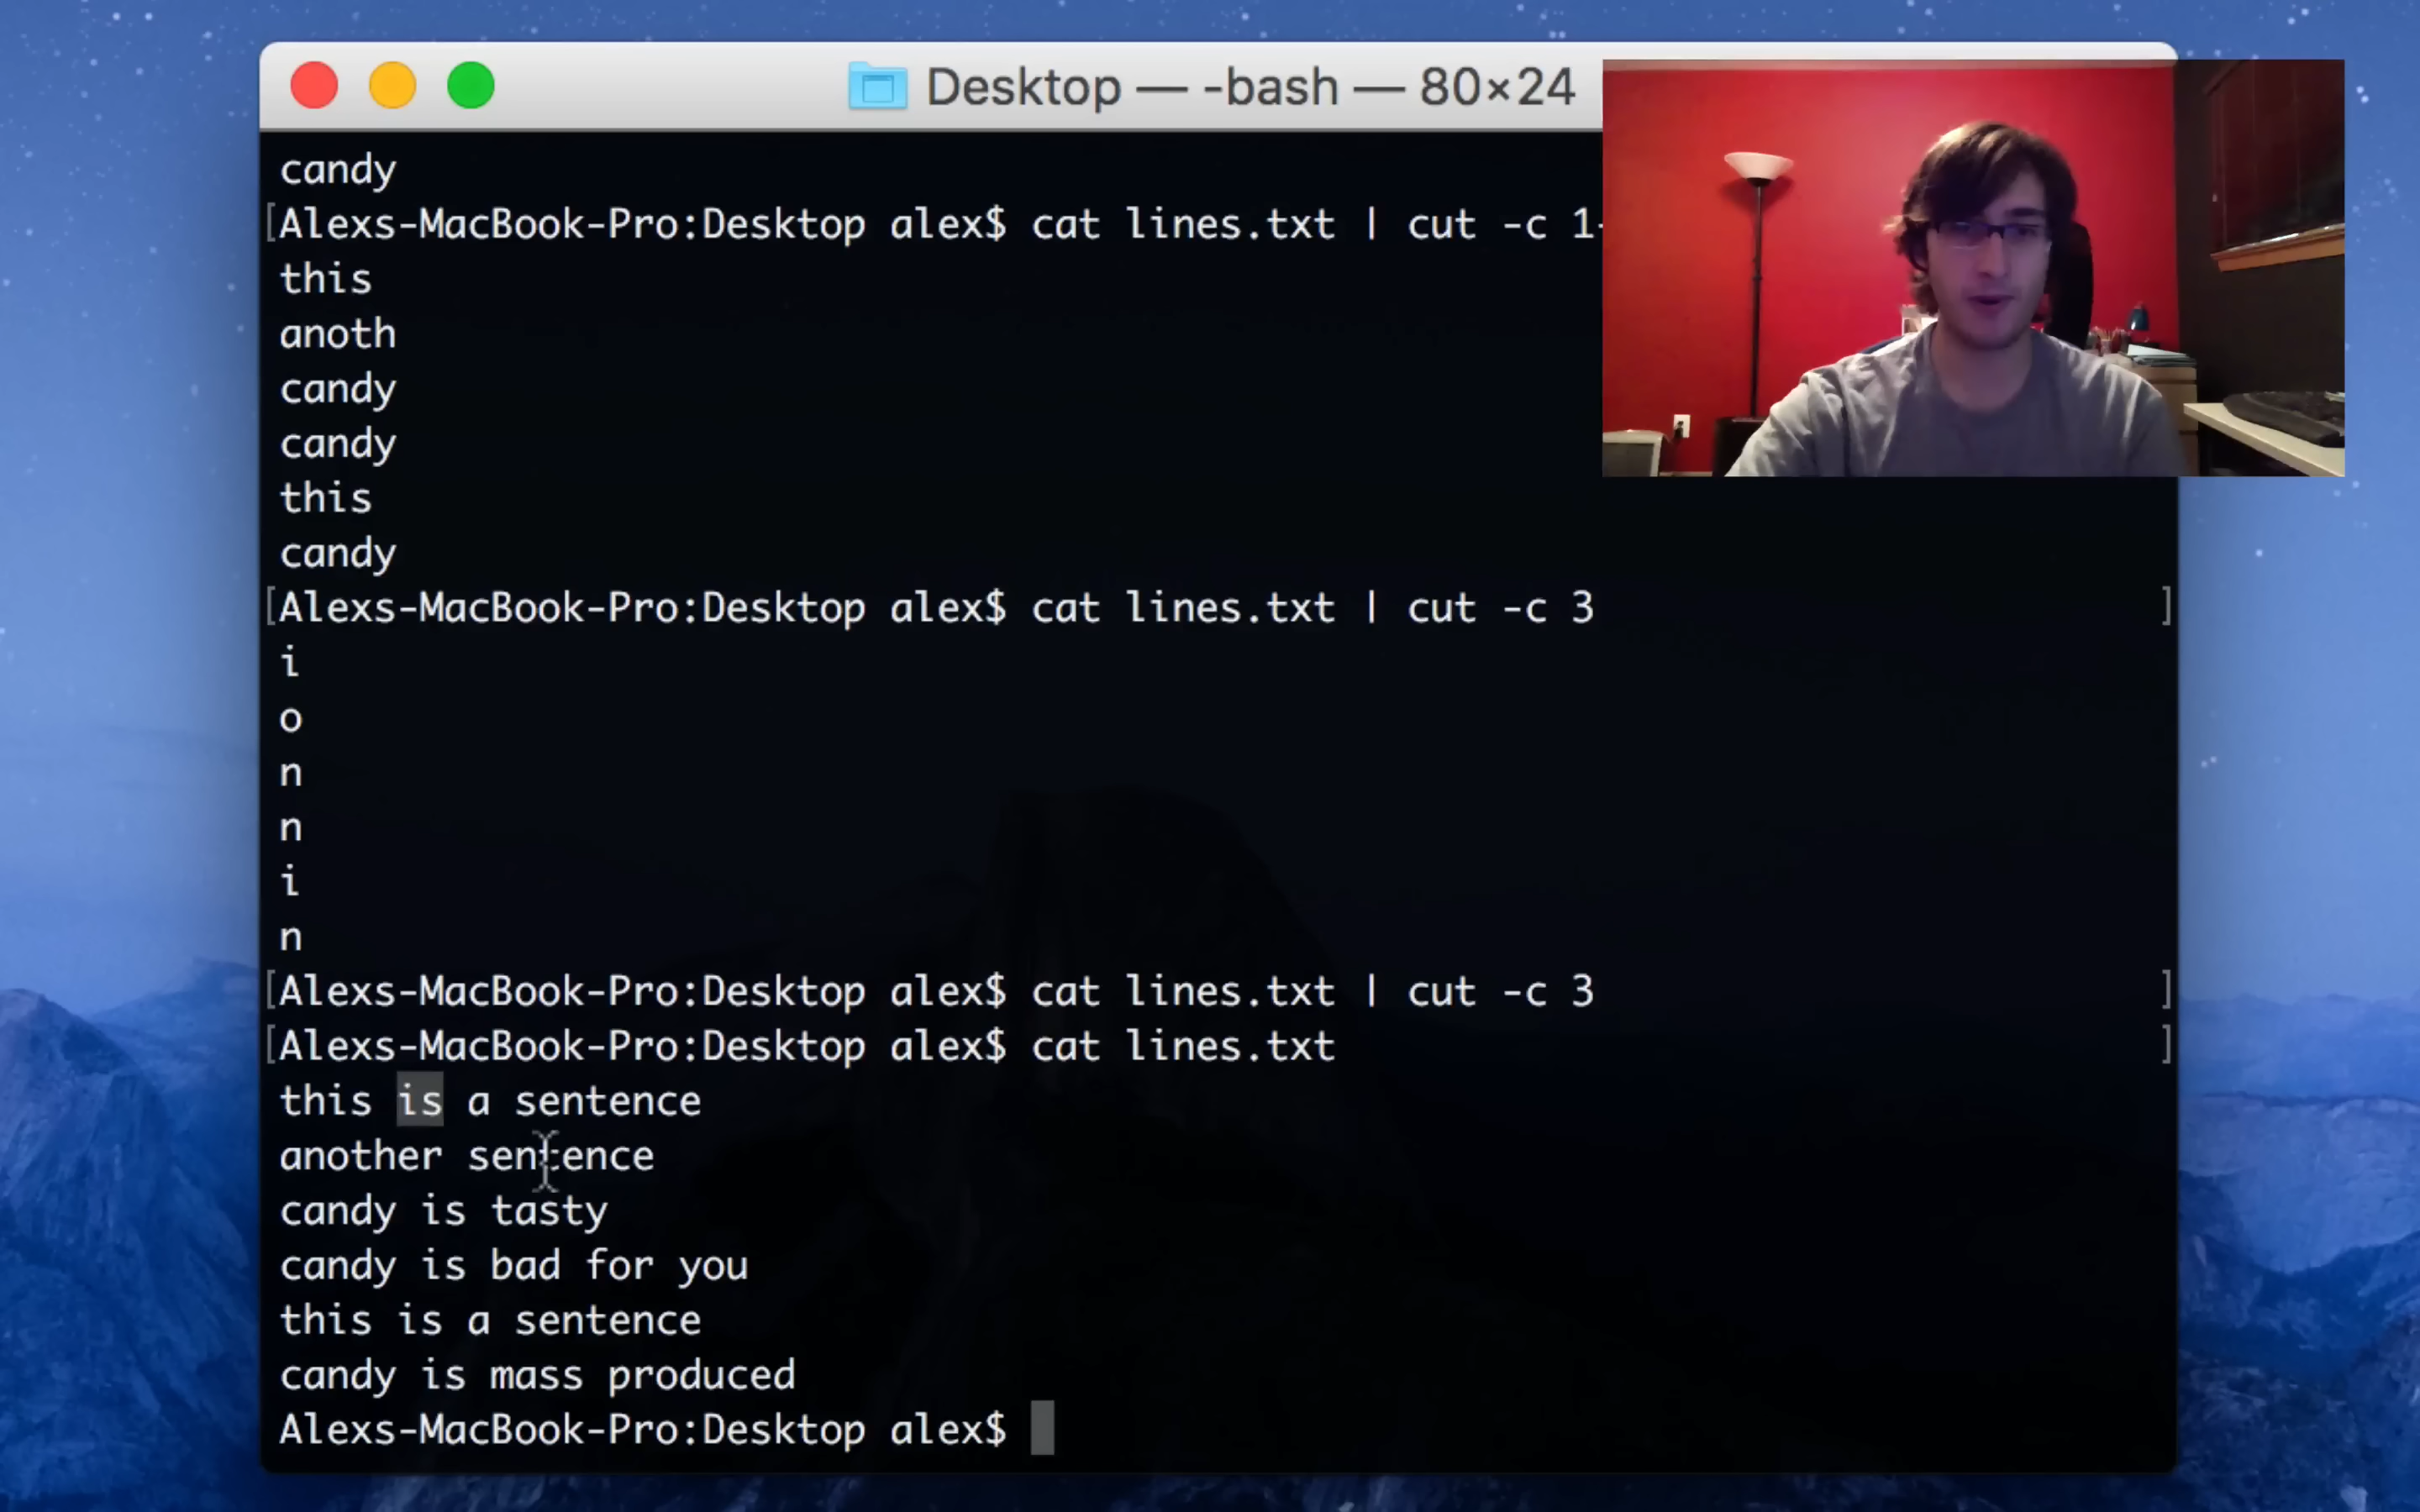 Desktop — -bash — 80×24
candy
[Alexs-MacBook-Pro:Desktop alex$ cat lines.txt | cut -c 1-
this
anoth
candy
candy
this
candy
[Alexs-MacBook-Pro:Desktop alex$ cat lines.txt | cut -c 3 ]
i
o
n
n
i
n
[Alexs-MacBook-Pro:Desktop alex$ cat lines.txt | cut -c 3 ]
[Alexs-MacBook-Pro:Desktop alex$ cat lines.txt ]
this is a sentence
another sentence
candy is tasty
candy is bad for you
this is a sentence
candy is mass produced
Alexs-MacBook-Pro:Desktop alex$